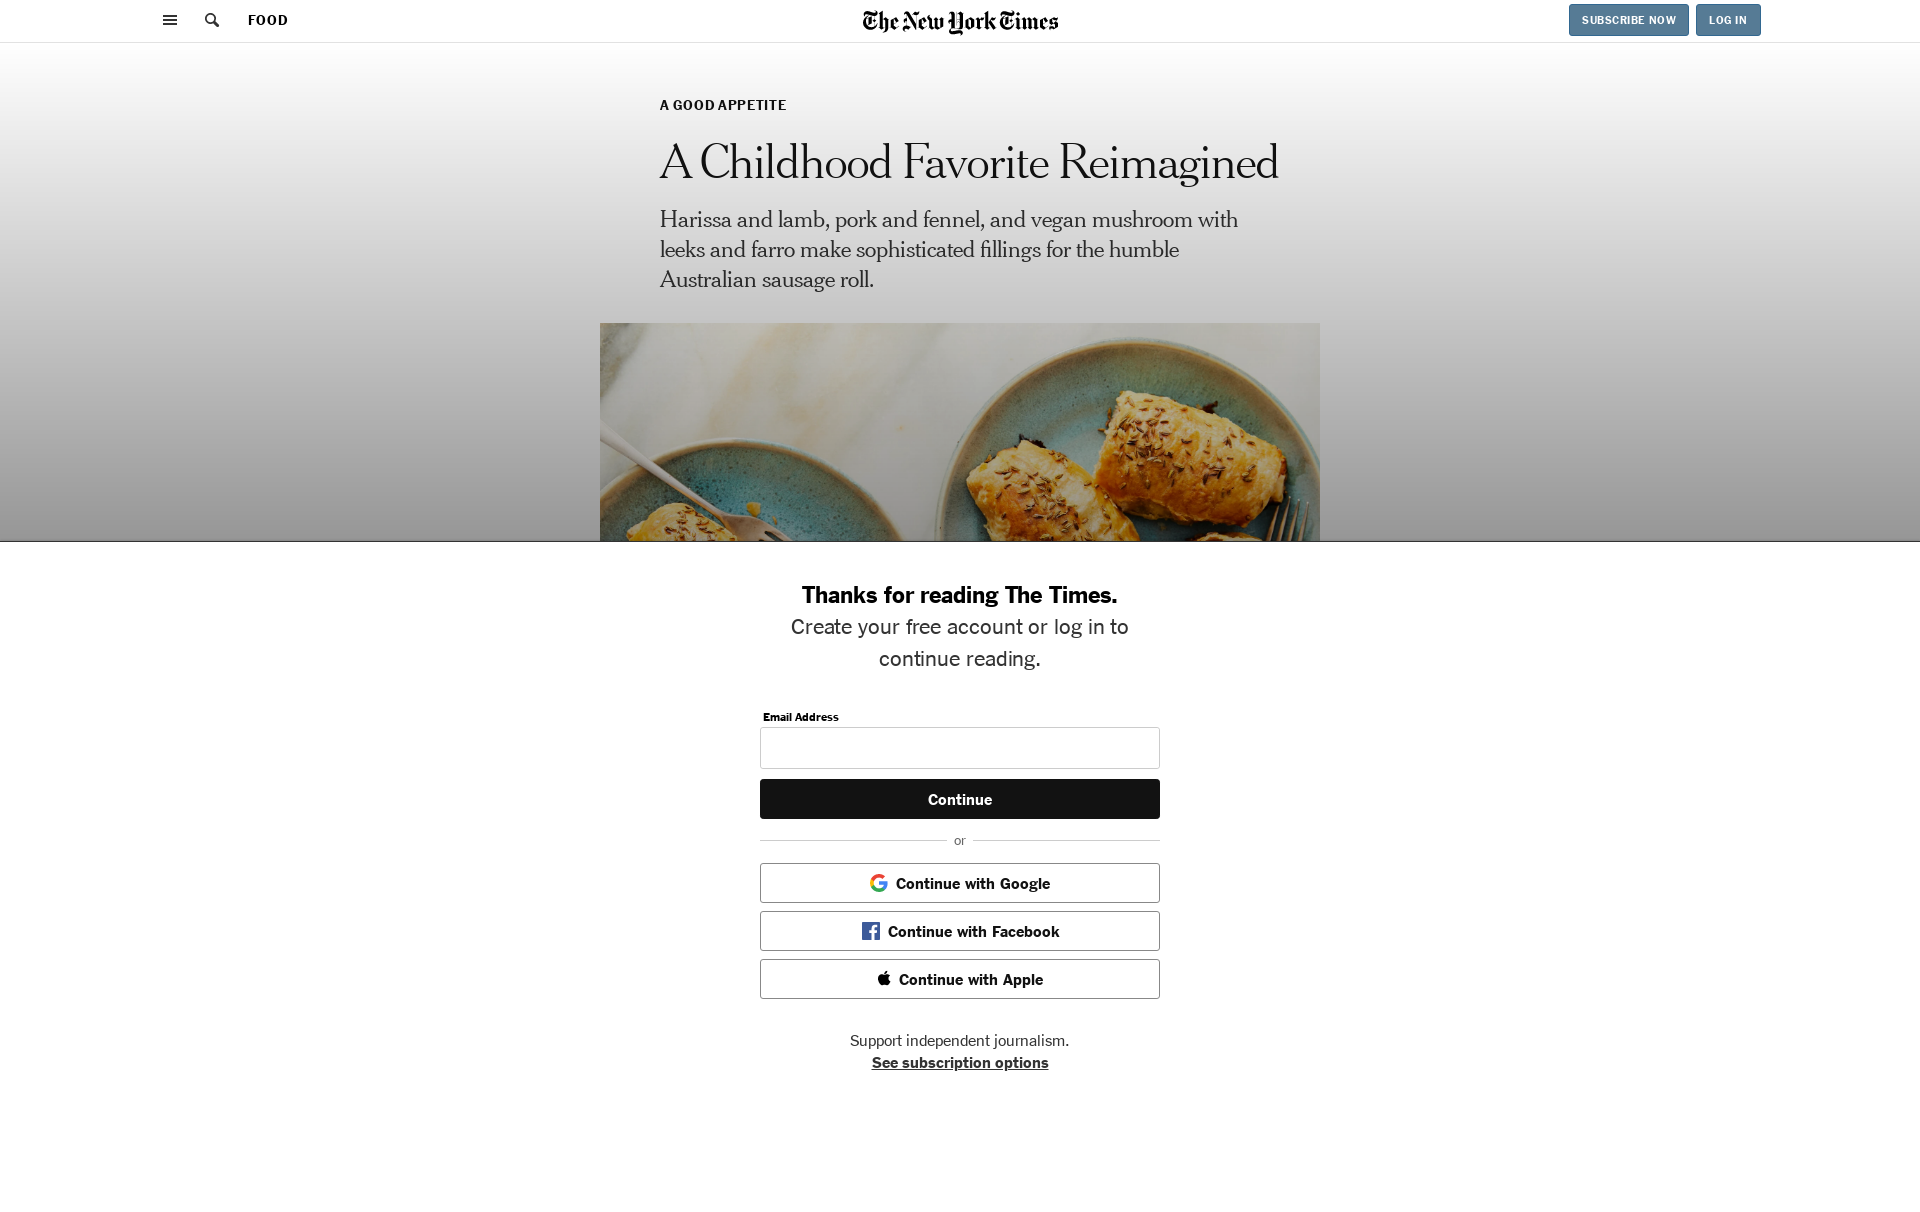 FOOD
The New York Times
SUBSCRIBE NOW
LOG IN
A GOOD APPETITE
A Childhood Favorite Reimagined
Harissa and lamb, pork and fennel, and vegan mushroom with
leeks and farro make sophisticated fillings for the humble
Australian sausage roll.
Thanks for reading The Times.
Create your free account or log in to
continue reading.
Email Address
Continue
or
Continue with Google
Continue with Facebook
Continue with Apple
Support independent journalism.
See subscription options